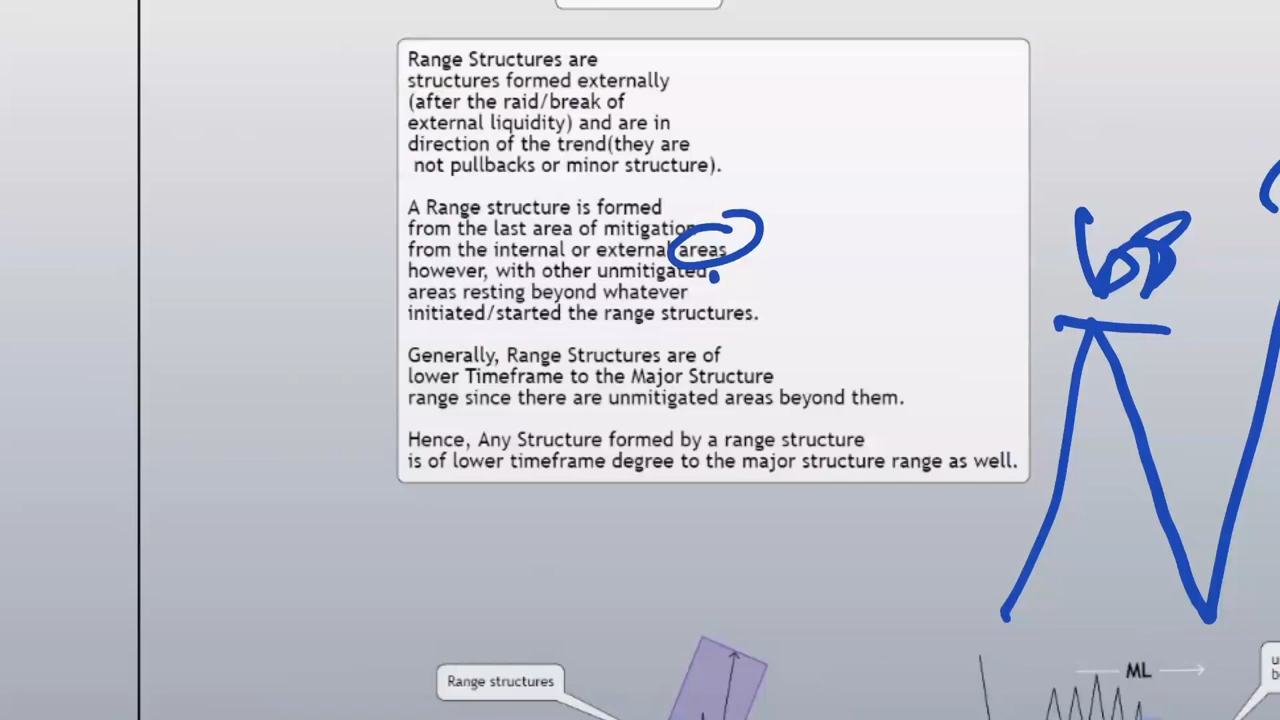 Range Structures are
structures formed externally
(after the raid/break of
external liquidity) and are in
direction of the trend(they are
not pullbacks or minor structure).
A Range structure is formed
from the last area of mitigation
from the internal or external areas
however, with other unmitigated
areas resting beyond whatever
initiated/started the range structures.
Generally, Range Structures are of
lower Timeframe to the Major Structure
range since there are unmitigated areas beyond them.
Hence, Any Structure formed by a range structure
is of lower timeframe degree to the major structure range as well.
Range structures
ML